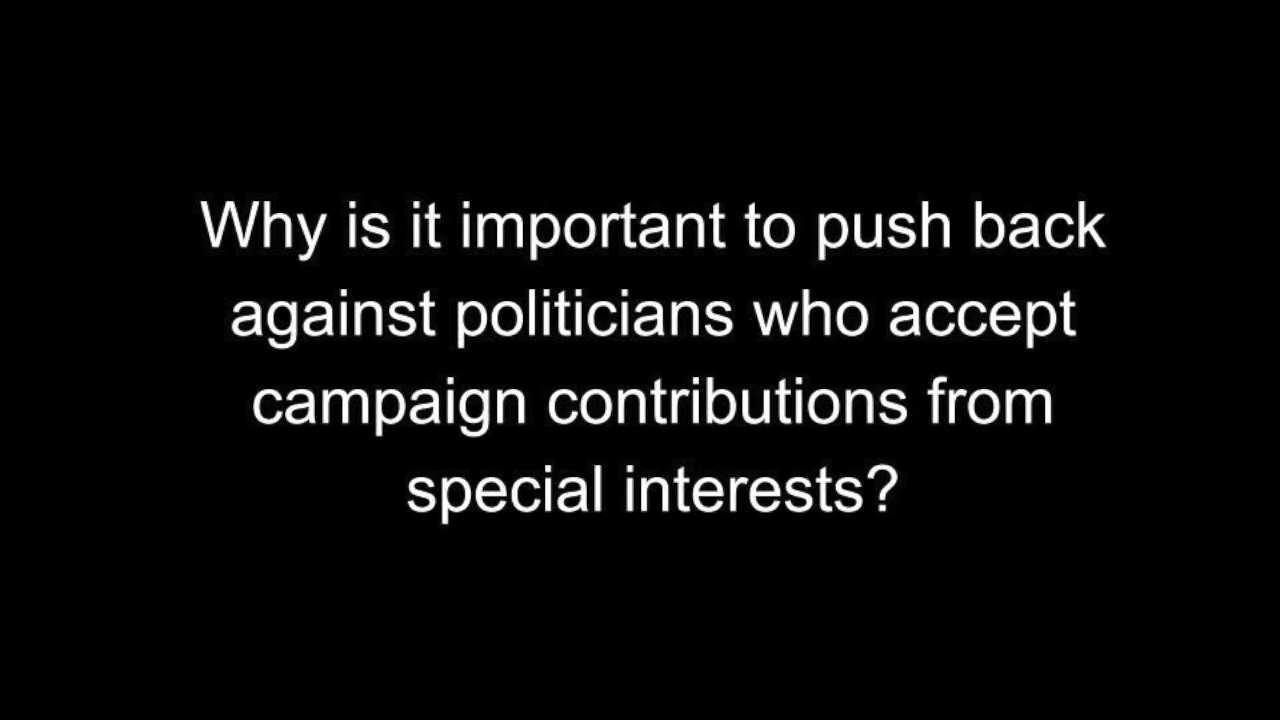 Why is it important to push back
against politicians who accept
campaign contributions from
special interests?